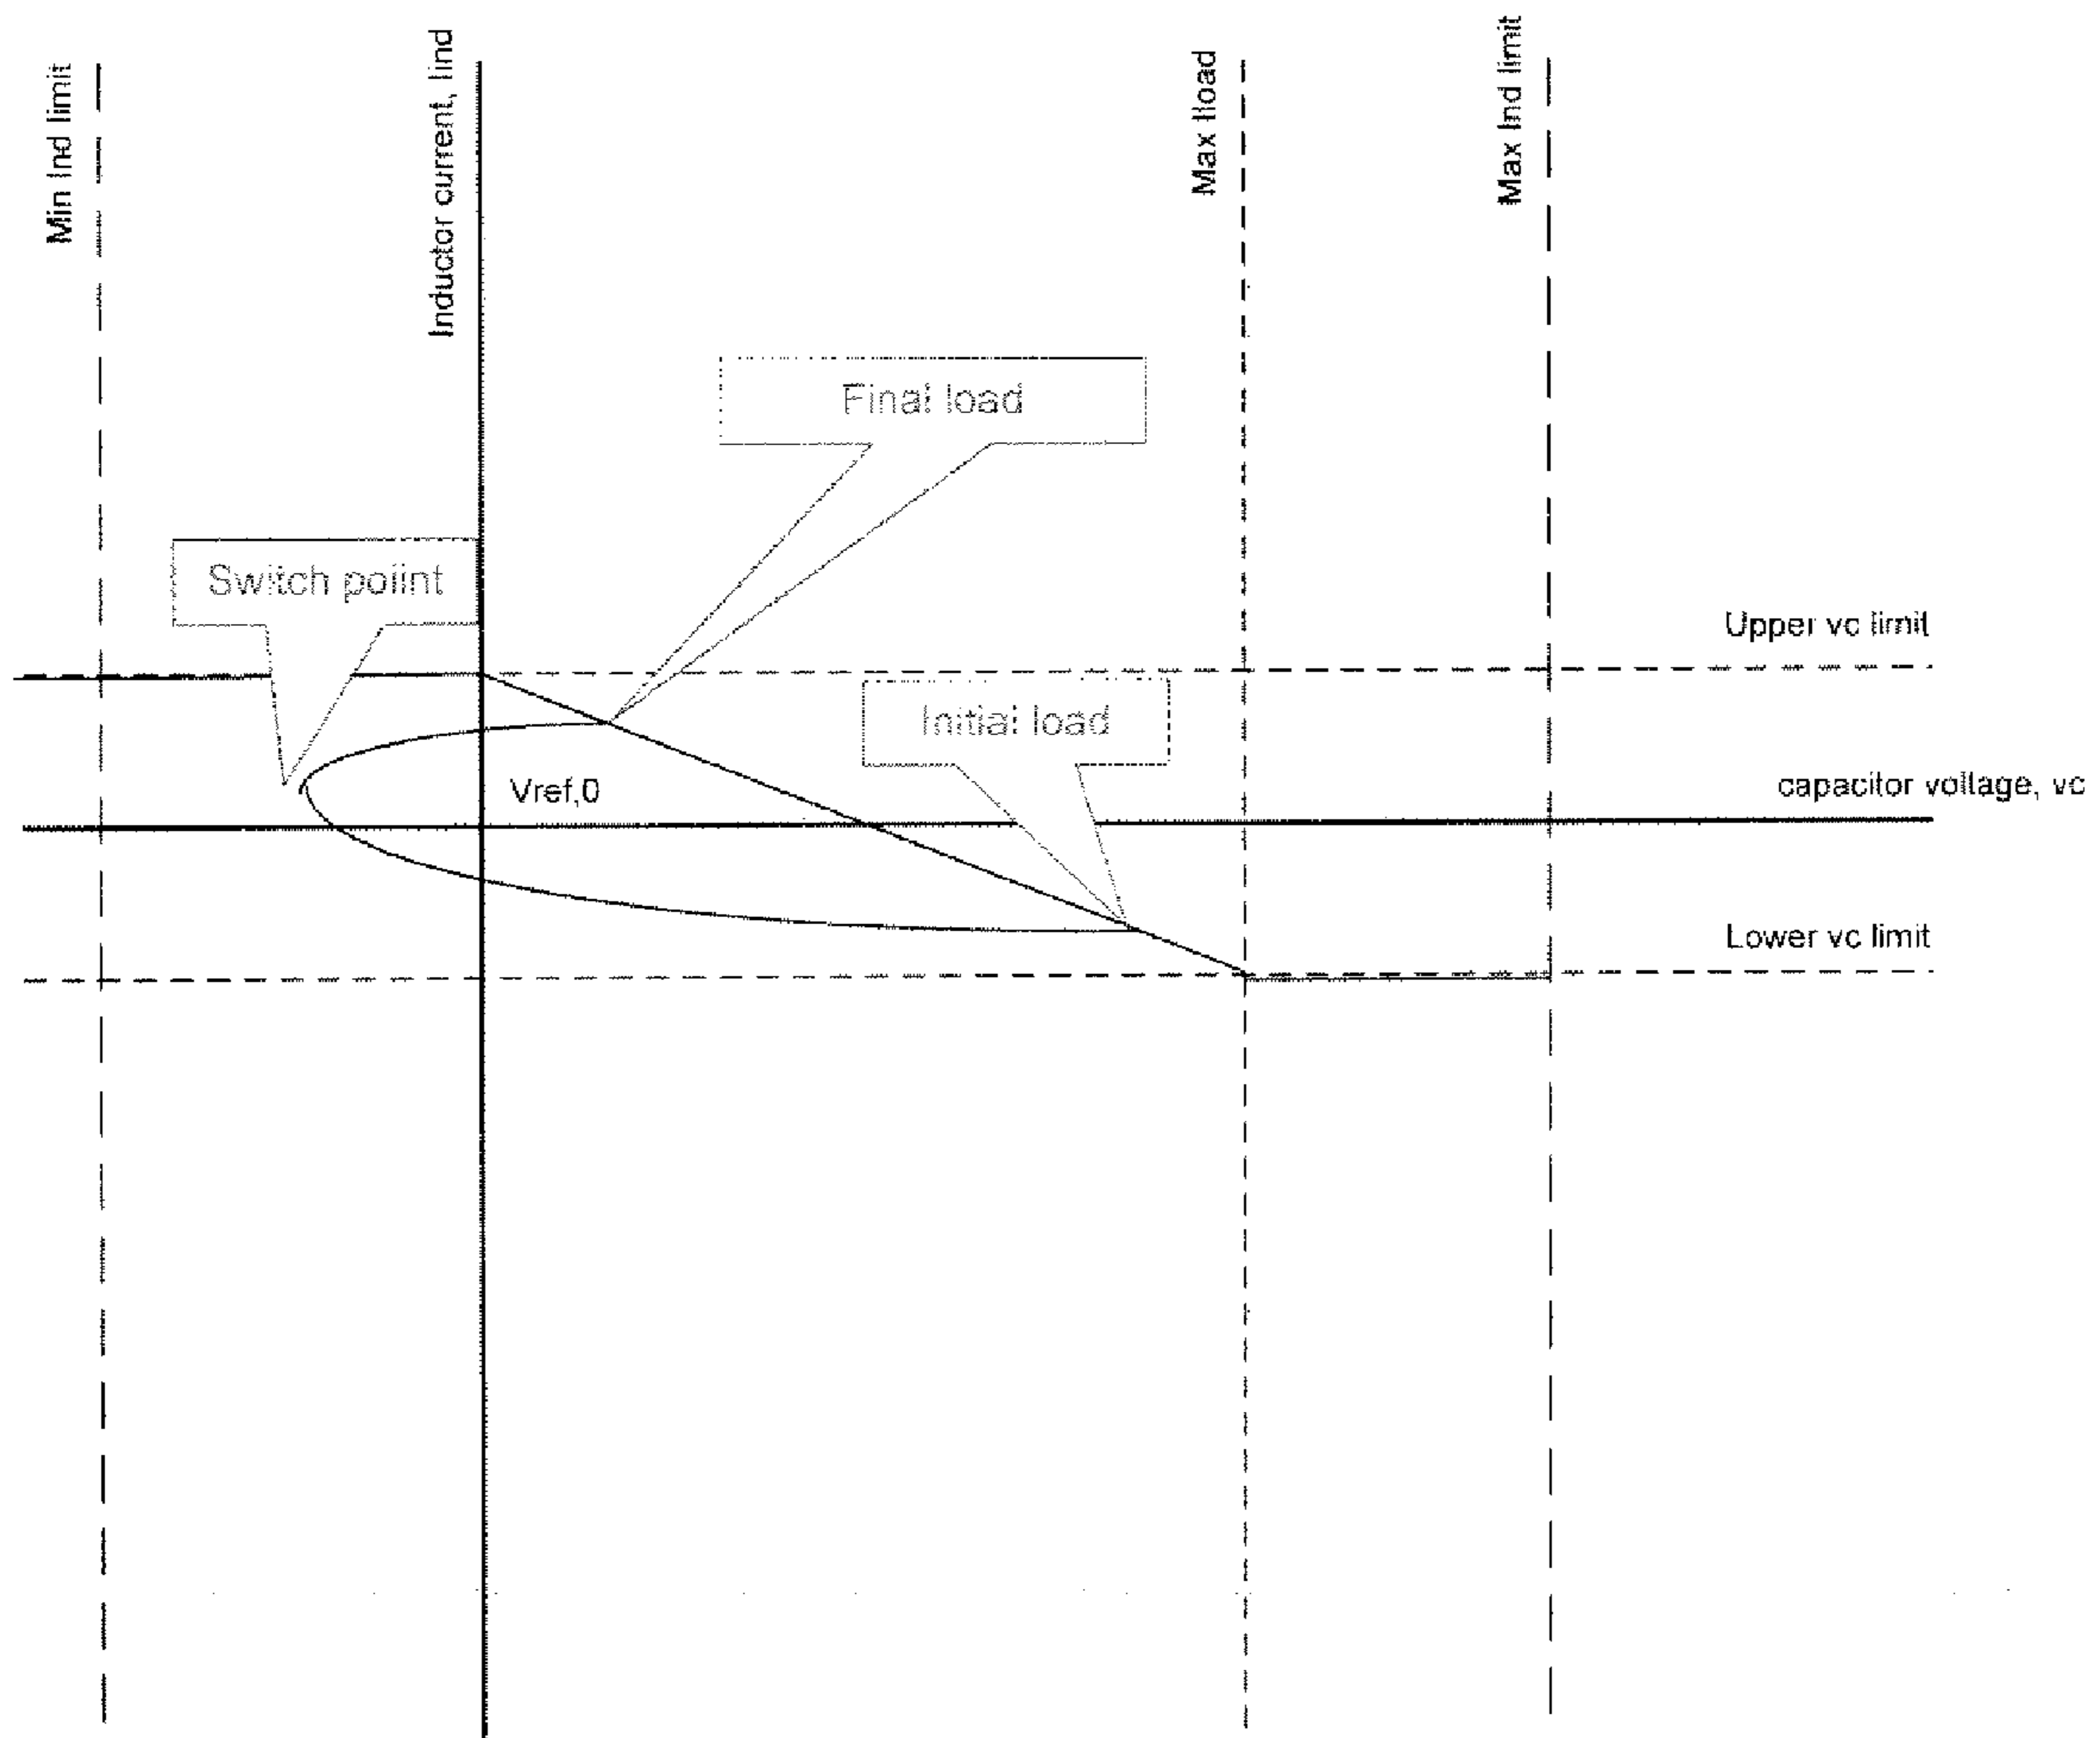 Min Ind limit
Inductor current, Iind
Max Iload
Max Ind limit
Final load
Switch poiint
Upper vc limit
Initial load
Vref,0
capacitor voltage, vc
Lower vc limit